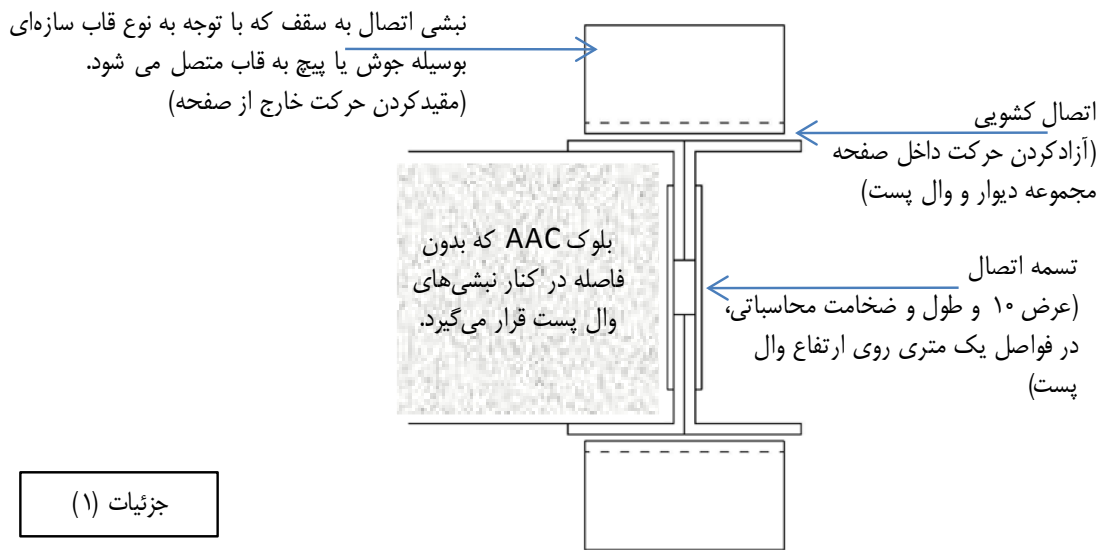 نبشی اتصال به سقف که با توجه به نوع قاب سازه‌ای
بوسیله جوش یا پیچ به قاب متصل می شود.
(مقیدکردن حرکت خارج از صفحه)
اتصال کشویی
(آزادکردن حرکت داخل صفحه
مجموعه دیوار و وال پست)
بلوک AAC که بدون
فاصله در کنار نبشی‌های
وال پست قرار می‌گیرد.
تسمه اتصال
(عرض ۱۰ و طول و ضخامت محاسباتی،
در فواصل یک متری روی ارتفاع وال
پست)
جزئیات (۱)